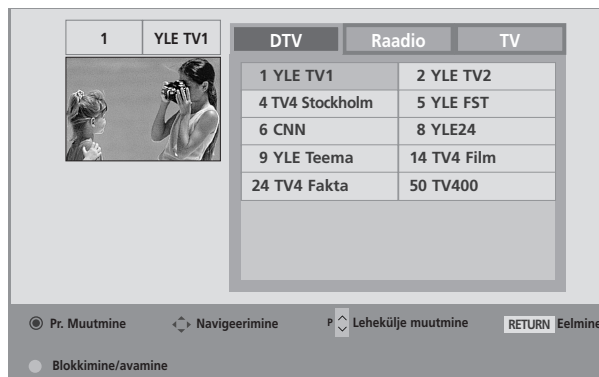 1 YLE TV1
DTV Raadio TV
1 YLE TV1 2 YLE TV2
4 TV4 Stockholm 5 YLE FST
6 CNN 8 YLE24
9 YLE Teema 14 TV4 Film
24 TV4 Fakta 50 TV400
Pr. Muutmine Navigeerimine P Lehekülje muutmine RETURN Eelmine
Blokkimine/avamine